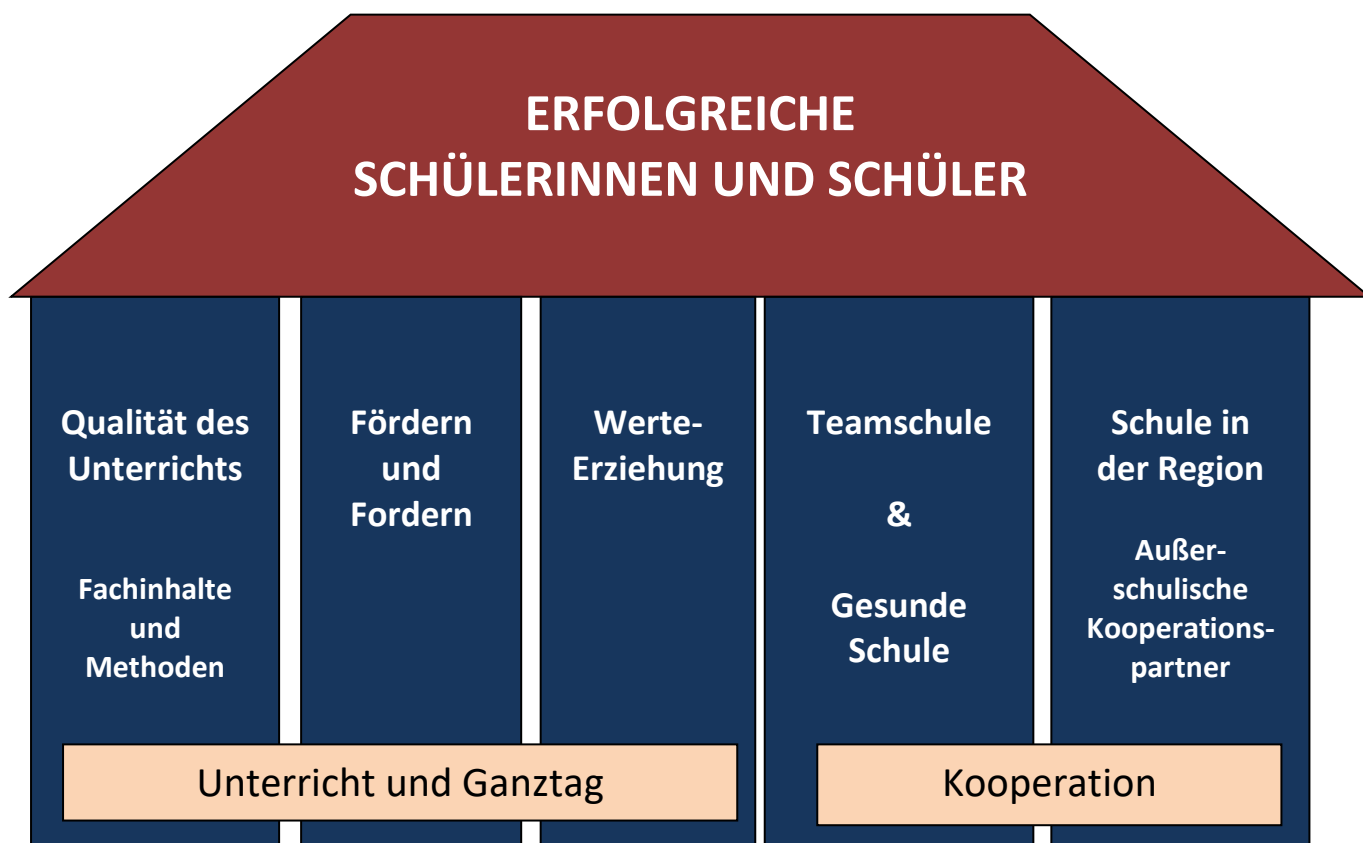 ERFOLGREICHE
SCHÜLERINNEN UND SCHÜLER
Qualität des
Unterrichts
Fachinhalte
und
Methoden
Fördern
und
Fordern
Werte-
Erziehung
Teamschule
&
Gesunde
Schule
Schule in
der Region
Außer-
schulische
Kooperations-
partner
Unterricht und Ganztag
Kooperation